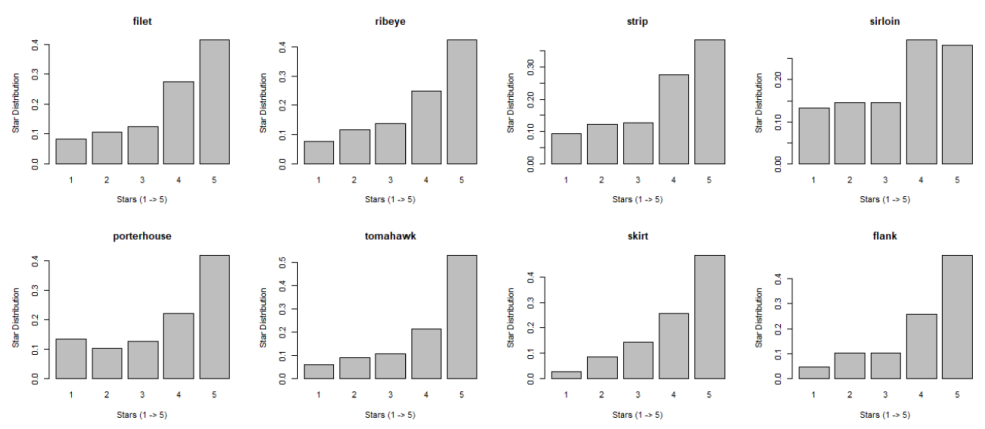 filet
Star Distribution
0.0 0.1 0.2 0.3 0.4
1 2 3 4 5
Stars (1 -> 5)
ribeye
Star Distribution
0.0 0.1 0.2 0.3 0.4
1 2 3 4 5
Stars (1 -> 5)
strip
Star Distribution
0.00 0.10 0.20 0.30
1 2 3 4 5
Stars (1 -> 5)
sirloin
Star Distribution
0.00 0.10 0.20
1 2 3 4 5
Stars (1 -> 5)
porterhouse
Star Distribution
0.0 0.1 0.2 0.3 0.4
1 2 3 4 5
Stars (1 -> 5)
tomahawk
Star Distribution
0.0 0.1 0.2 0.3 0.4 0.5
1 2 3 4 5
Stars (1 -> 5)
skirt
Star Distribution
0.0 0.1 0.2 0.3 0.4
1 2 3 4 5
Stars (1 -> 5)
flank
Star Distribution
0.0 0.1 0.2 0.3 0.4
1 2 3 4 5
Stars (1 -> 5)